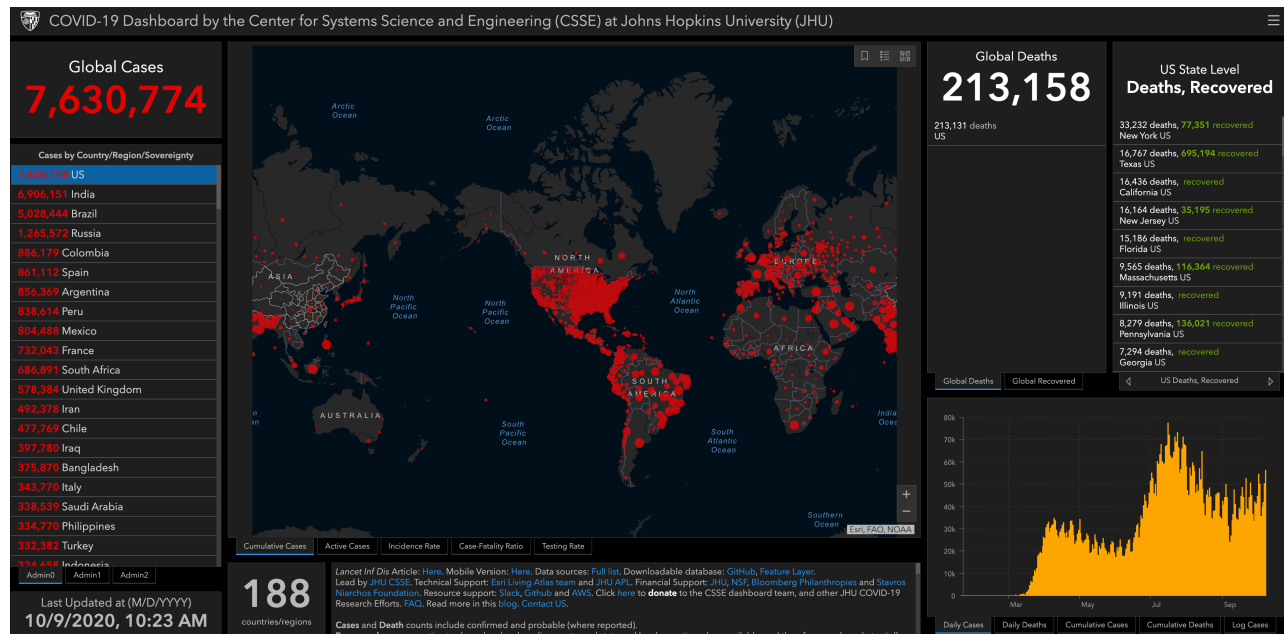 COVID-19 Dashboard by the Center for Systems Science and Engineering (CSSE) at Johns Hopkins University (JHU)
Global Cases
7,630,774
Cases by Country/Region/Sovereignty
7,630,774 US
6,906,151 India
5,028,444 Brazil
1,265,572 Russia
886,179 Colombia
861,112 Spain
856,369 Argentina
838,614 Peru
804,488 Mexico
732,043 France
686,891 South Africa
578,384 United Kingdom
492,378 Iran
477,769 Chile
397,780 Iraq
375,870 Bangladesh
343,770 Italy
338,539 Saudi Arabia
334,770 Philippines
332,382 Turkey
324,658 Indonesia
Admin0 Admin1 Admin2
Last Updated at (M/D/YYYY)
10/9/2020, 10:23 AM
Arctic
Ocean
Arctic
Ocean
NORTH
AMERICA
EUROPE
ASIA
North
Pacific
Ocean
North
Pacific
Ocean
North
Atlantic
Ocean
AFRICA
SOUTH
AMERICA
AUSTRALIA
South
Pacific
Ocean
South
Atlantic
Ocean
India
Ocea
Southern
Ocean
Esri, FAO, NOAA
Cumulative Cases Active Cases Incidence Rate Case-Fatality Ratio Testing Rate
188
countries/regions
Lancet Inf Dis Article: Here. Mobile Version: Here. Data sources: Full list. Downloadable database: GitHub, Feature Layer.
Lead by JHU CSSE. Technical Support: Esri Living Atlas team and JHU APL. Financial Support: JHU, NSF, Bloomberg Philanthropies and Stavros
Niarchos Foundation. Resource support: Slack, Github and AWS. Click here to donate to the CSSE dashboard team, and other JHU COVID-19
Research Efforts. FAQ. Read more in this blog. Contact US.
Cases and Death counts include confirmed and probable (where reported).
Global Deaths
213,158
213,131 deaths
US
Global Deaths Global Recovered
US State Level
Deaths, Recovered
33,232 deaths, 77,351 recovered
New York US
16,767 deaths, 695,194 recovered
Texas US
16,436 deaths, recovered
California US
16,164 deaths, 35,195 recovered
New Jersey US
15,186 deaths, recovered
Florida US
9,565 deaths, 116,364 recovered
Massachusetts US
9,191 deaths, recovered
Illinois US
8,279 deaths, 136,021 recovered
Pennsylvania US
7,294 deaths, recovered
Georgia US
US Deaths, Recovered
80k
70k
60k
50k
40k
30k
20k
10k
0
Mar May Jul Sep
Daily Cases Daily Deaths Cumulative Cases Cumulative Deaths Log Cases